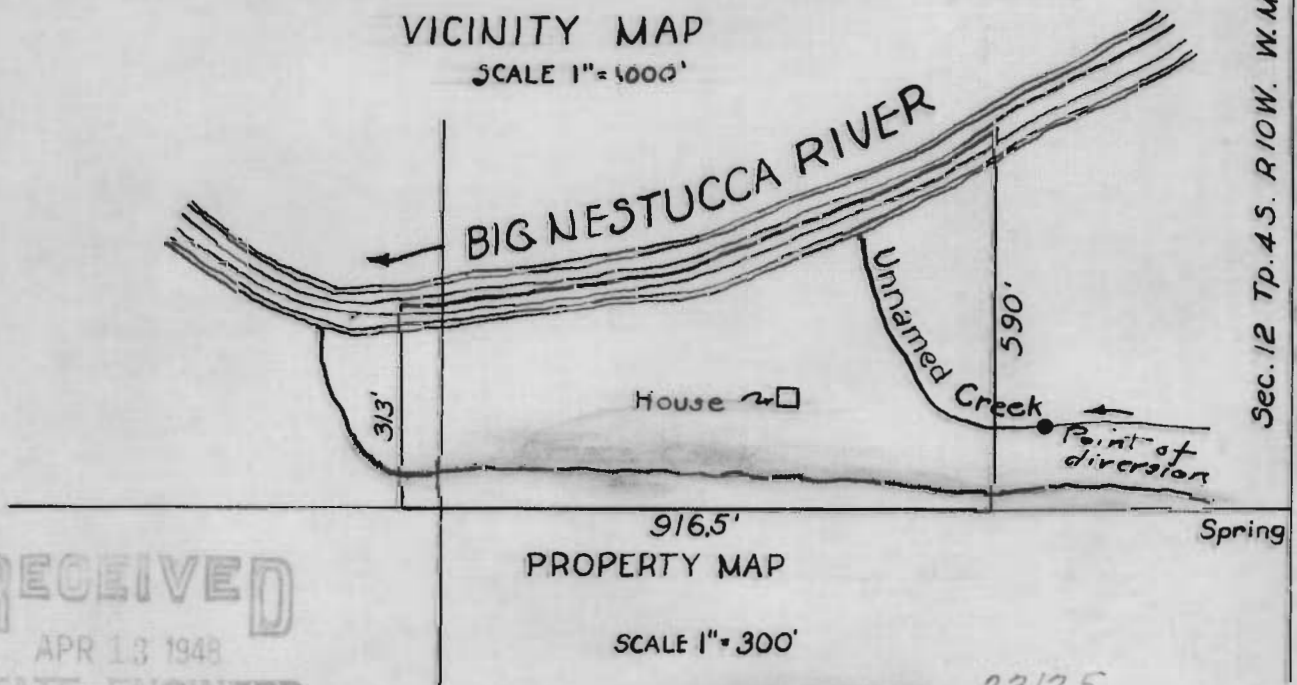 VICINITY MAP
SCALE 1"=1000'
BIG NESTUCCA RIVER
Sec. 12 Tp. 4 S. R 10 W. W.M
Unnamed Creek
590'
313'
House
Point of
diversion
916.5'
Spring
PROPERTY MAP
RECEIVED
APR 13 1948
SCALE 1"=300'